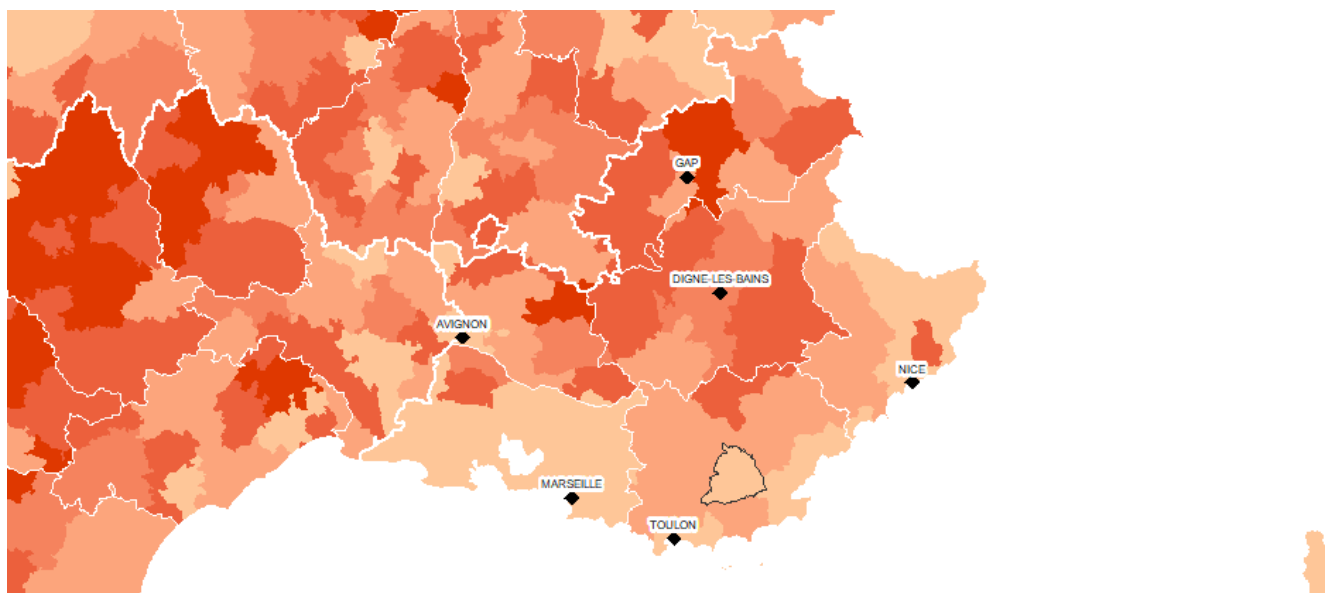 GAP
DIGNE-LES-BAINS
AVIGNON
NICE
MARSEILLE
TOULON